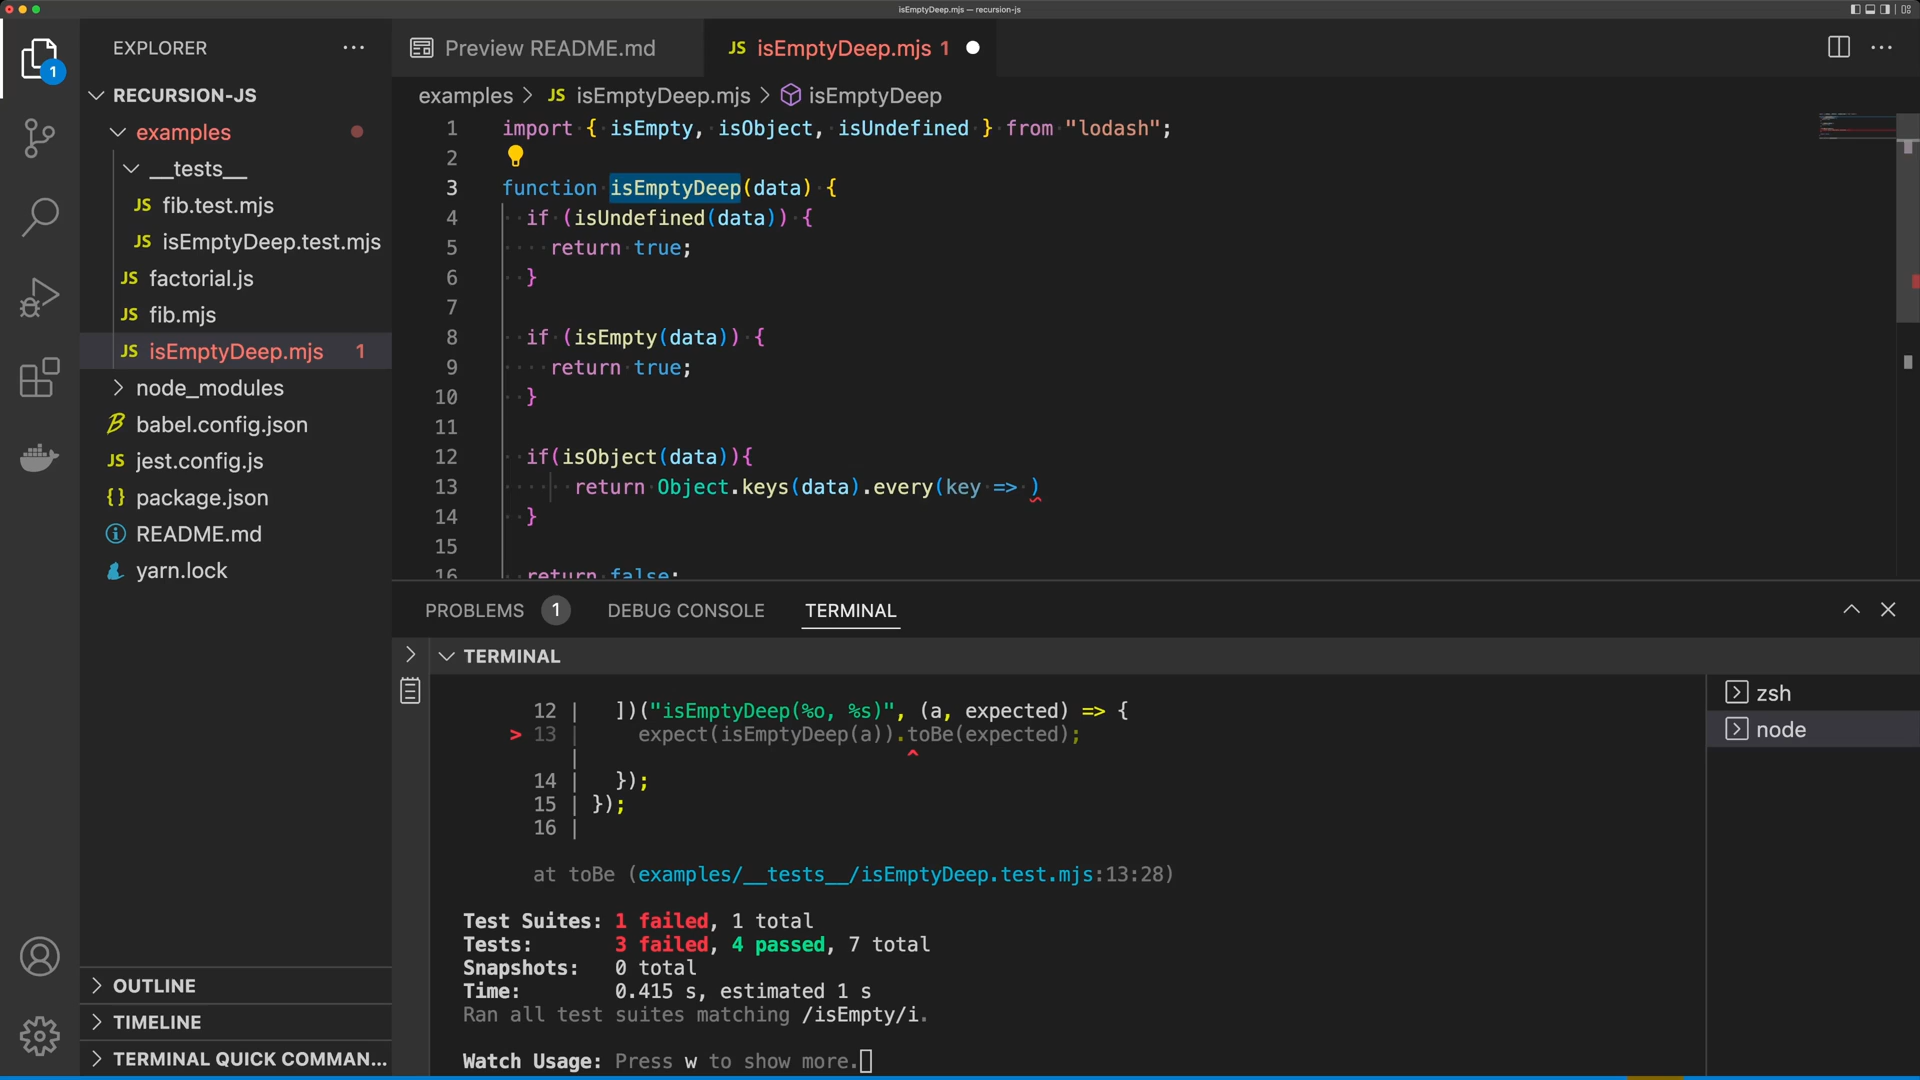 isEmptyDeep.mjs — recursion-js
EXPLORER
Preview README.md
JS isEmptyDeep.mjs 1
1
RECURSION-JS
examples
__tests__
JS fib.test.mjs
JS isEmptyDeep.test.mjs
JS factorial.js
JS fib.mjs
JS isEmptyDeep.mjs 1
node_modules
babel.config.json
JS jest.config.js
{} package.json
README.md
yarn.lock
OUTLINE
TIMELINE
TERMINAL QUICK COMMAN...
examples > JS isEmptyDeep.mjs > isEmptyDeep
1 import { isEmpty, isObject, isUndefined } from "lodash";
2
3 function isEmptyDeep(data) {
4 if (isUndefined(data)) {
5 return true;
6 }
7
8 if (isEmpty(data)) {
9 return true;
10 }
11
12 if(isObject(data)){
13 return Object.keys(data).every(key => )
14 }
15
16 return false;
PROBLEMS 1 DEBUG CONSOLE TERMINAL
TERMINAL
12 | ])("isEmptyDeep(%o, %s)", (a, expected) => {
> 13 | expect(isEmptyDeep(a)).toBe(expected);
| ^
14 | });
15 | });
16 |
at toBe (examples/__tests__/isEmptyDeep.test.mjs:13:28)
Test Suites: 1 failed, 1 total
Tests: 3 failed, 4 passed, 7 total
Snapshots: 0 total
Time: 0.415 s, estimated 1 s
Ran all test suites matching /isEmpty/i.
Watch Usage: Press w to show more.
zsh
node